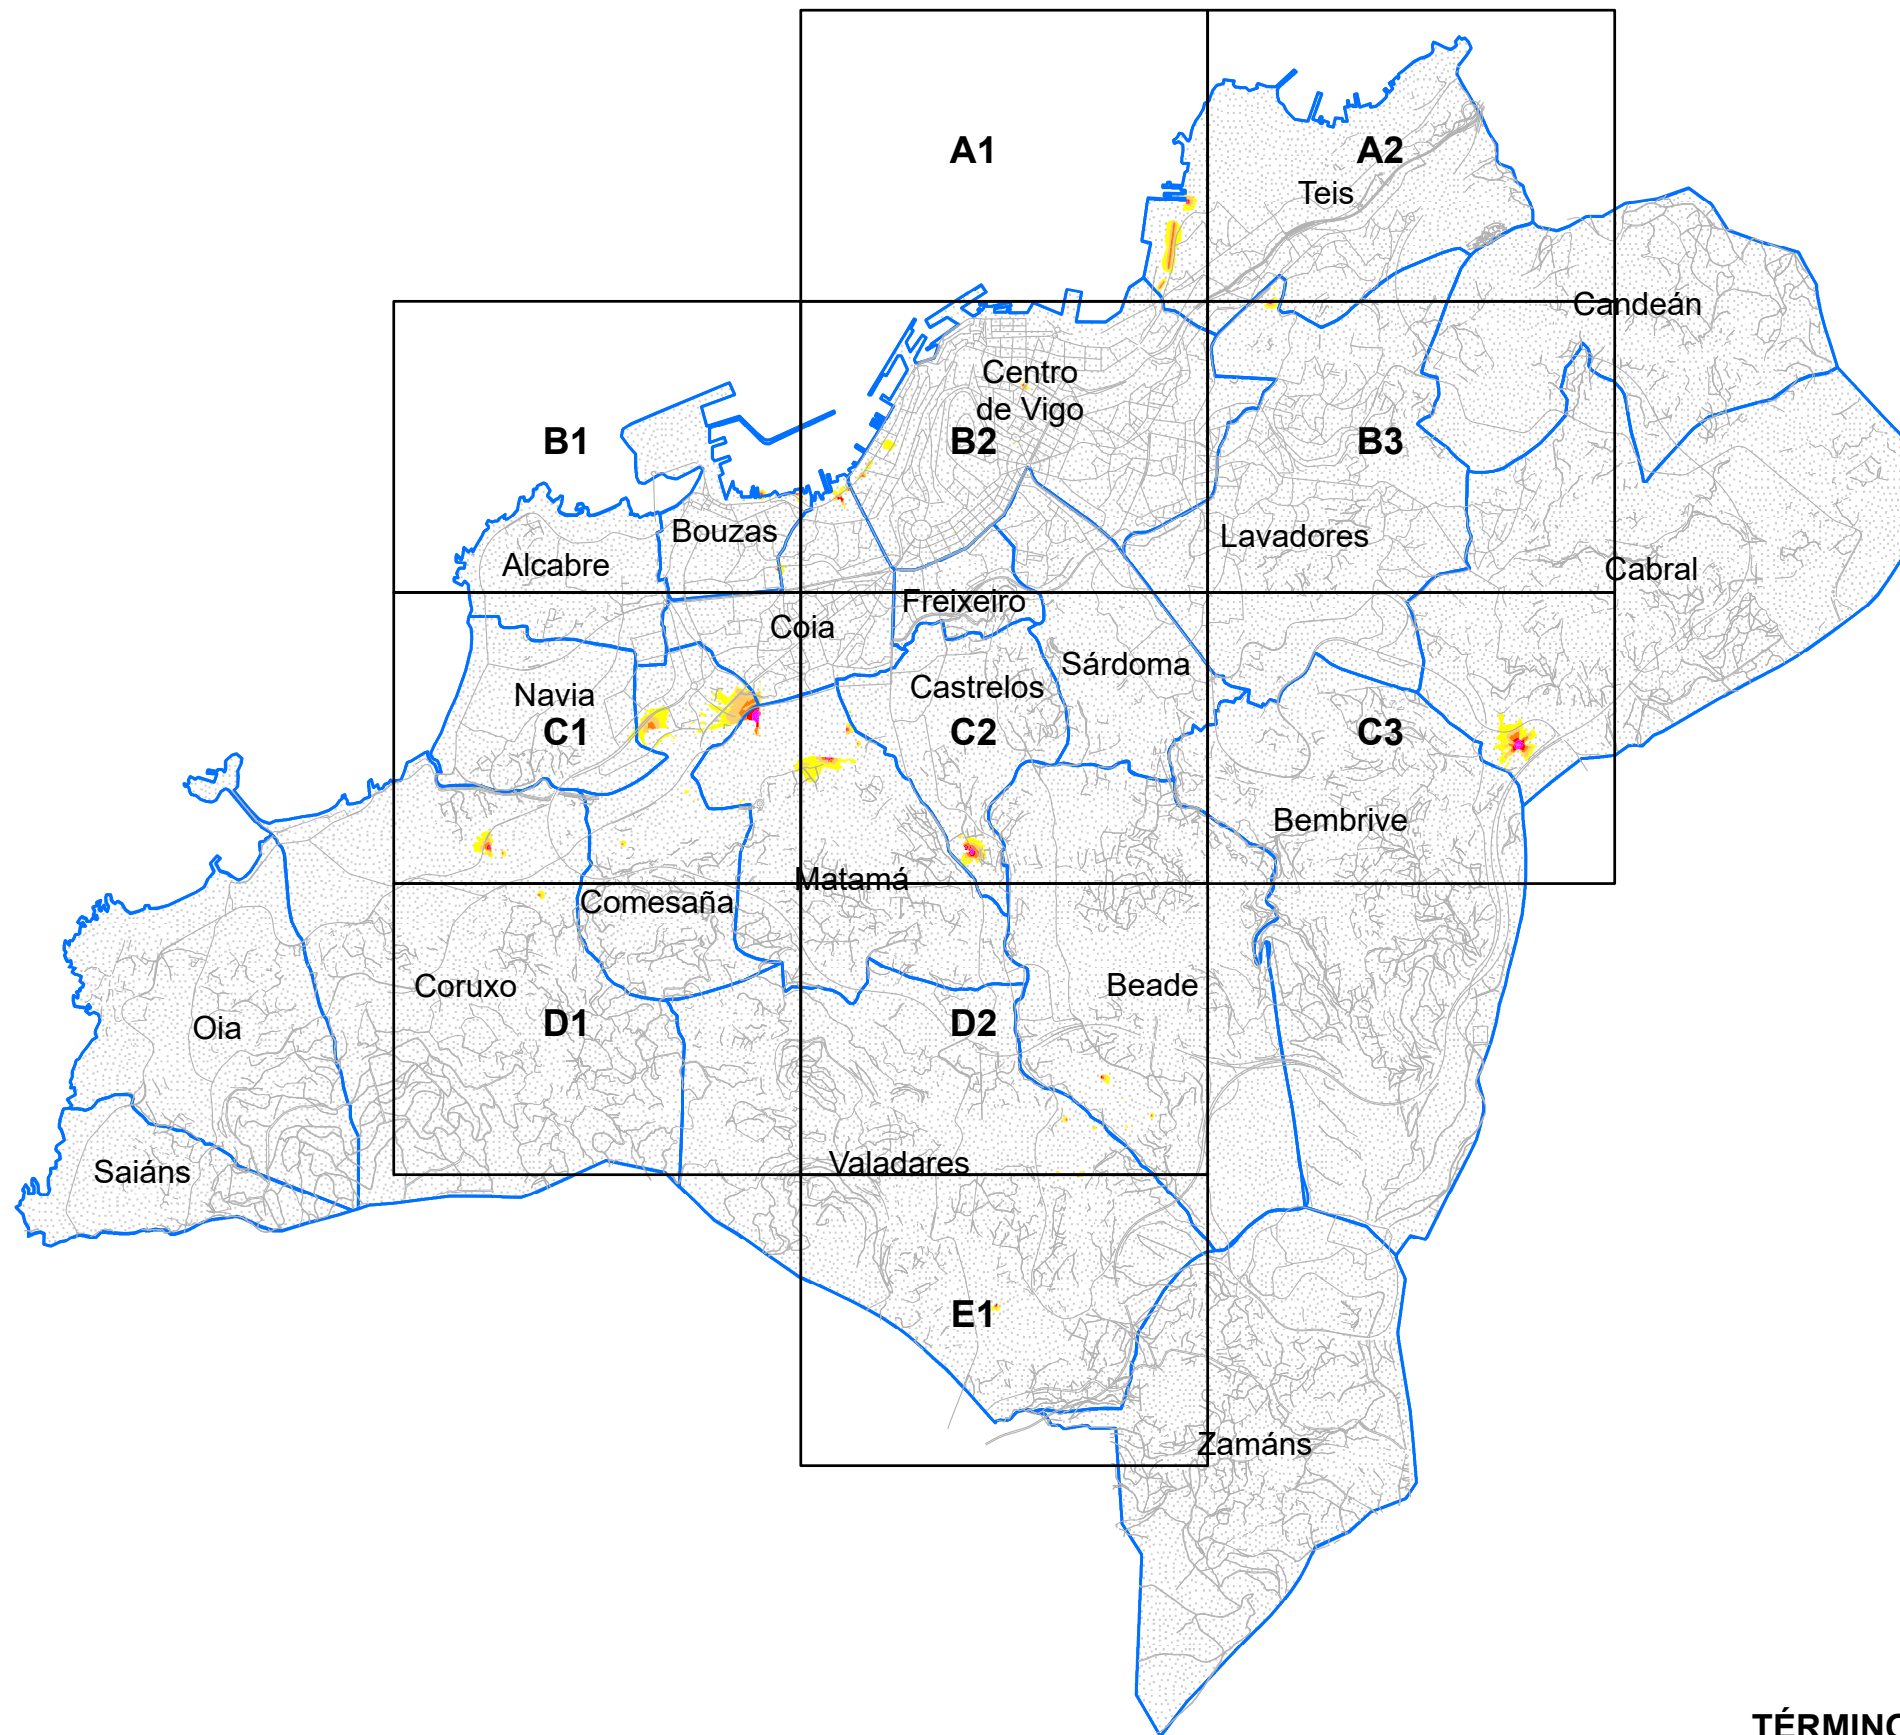 A1
A2
Teis
Candeán
Centro
de Vigo
B1
B2
B3
Bouzas
Lavadores
Alcabre
Cabral
Freixeiro
Coia
Sárdoma
Navia
Castrelos
C1
C2
C3
Bembrive
Matamá
Comesaña
Coruxo
Beade
Oia
D1
D2
Valadares
Saiáns
E1
Zamáns
TÉRMINO